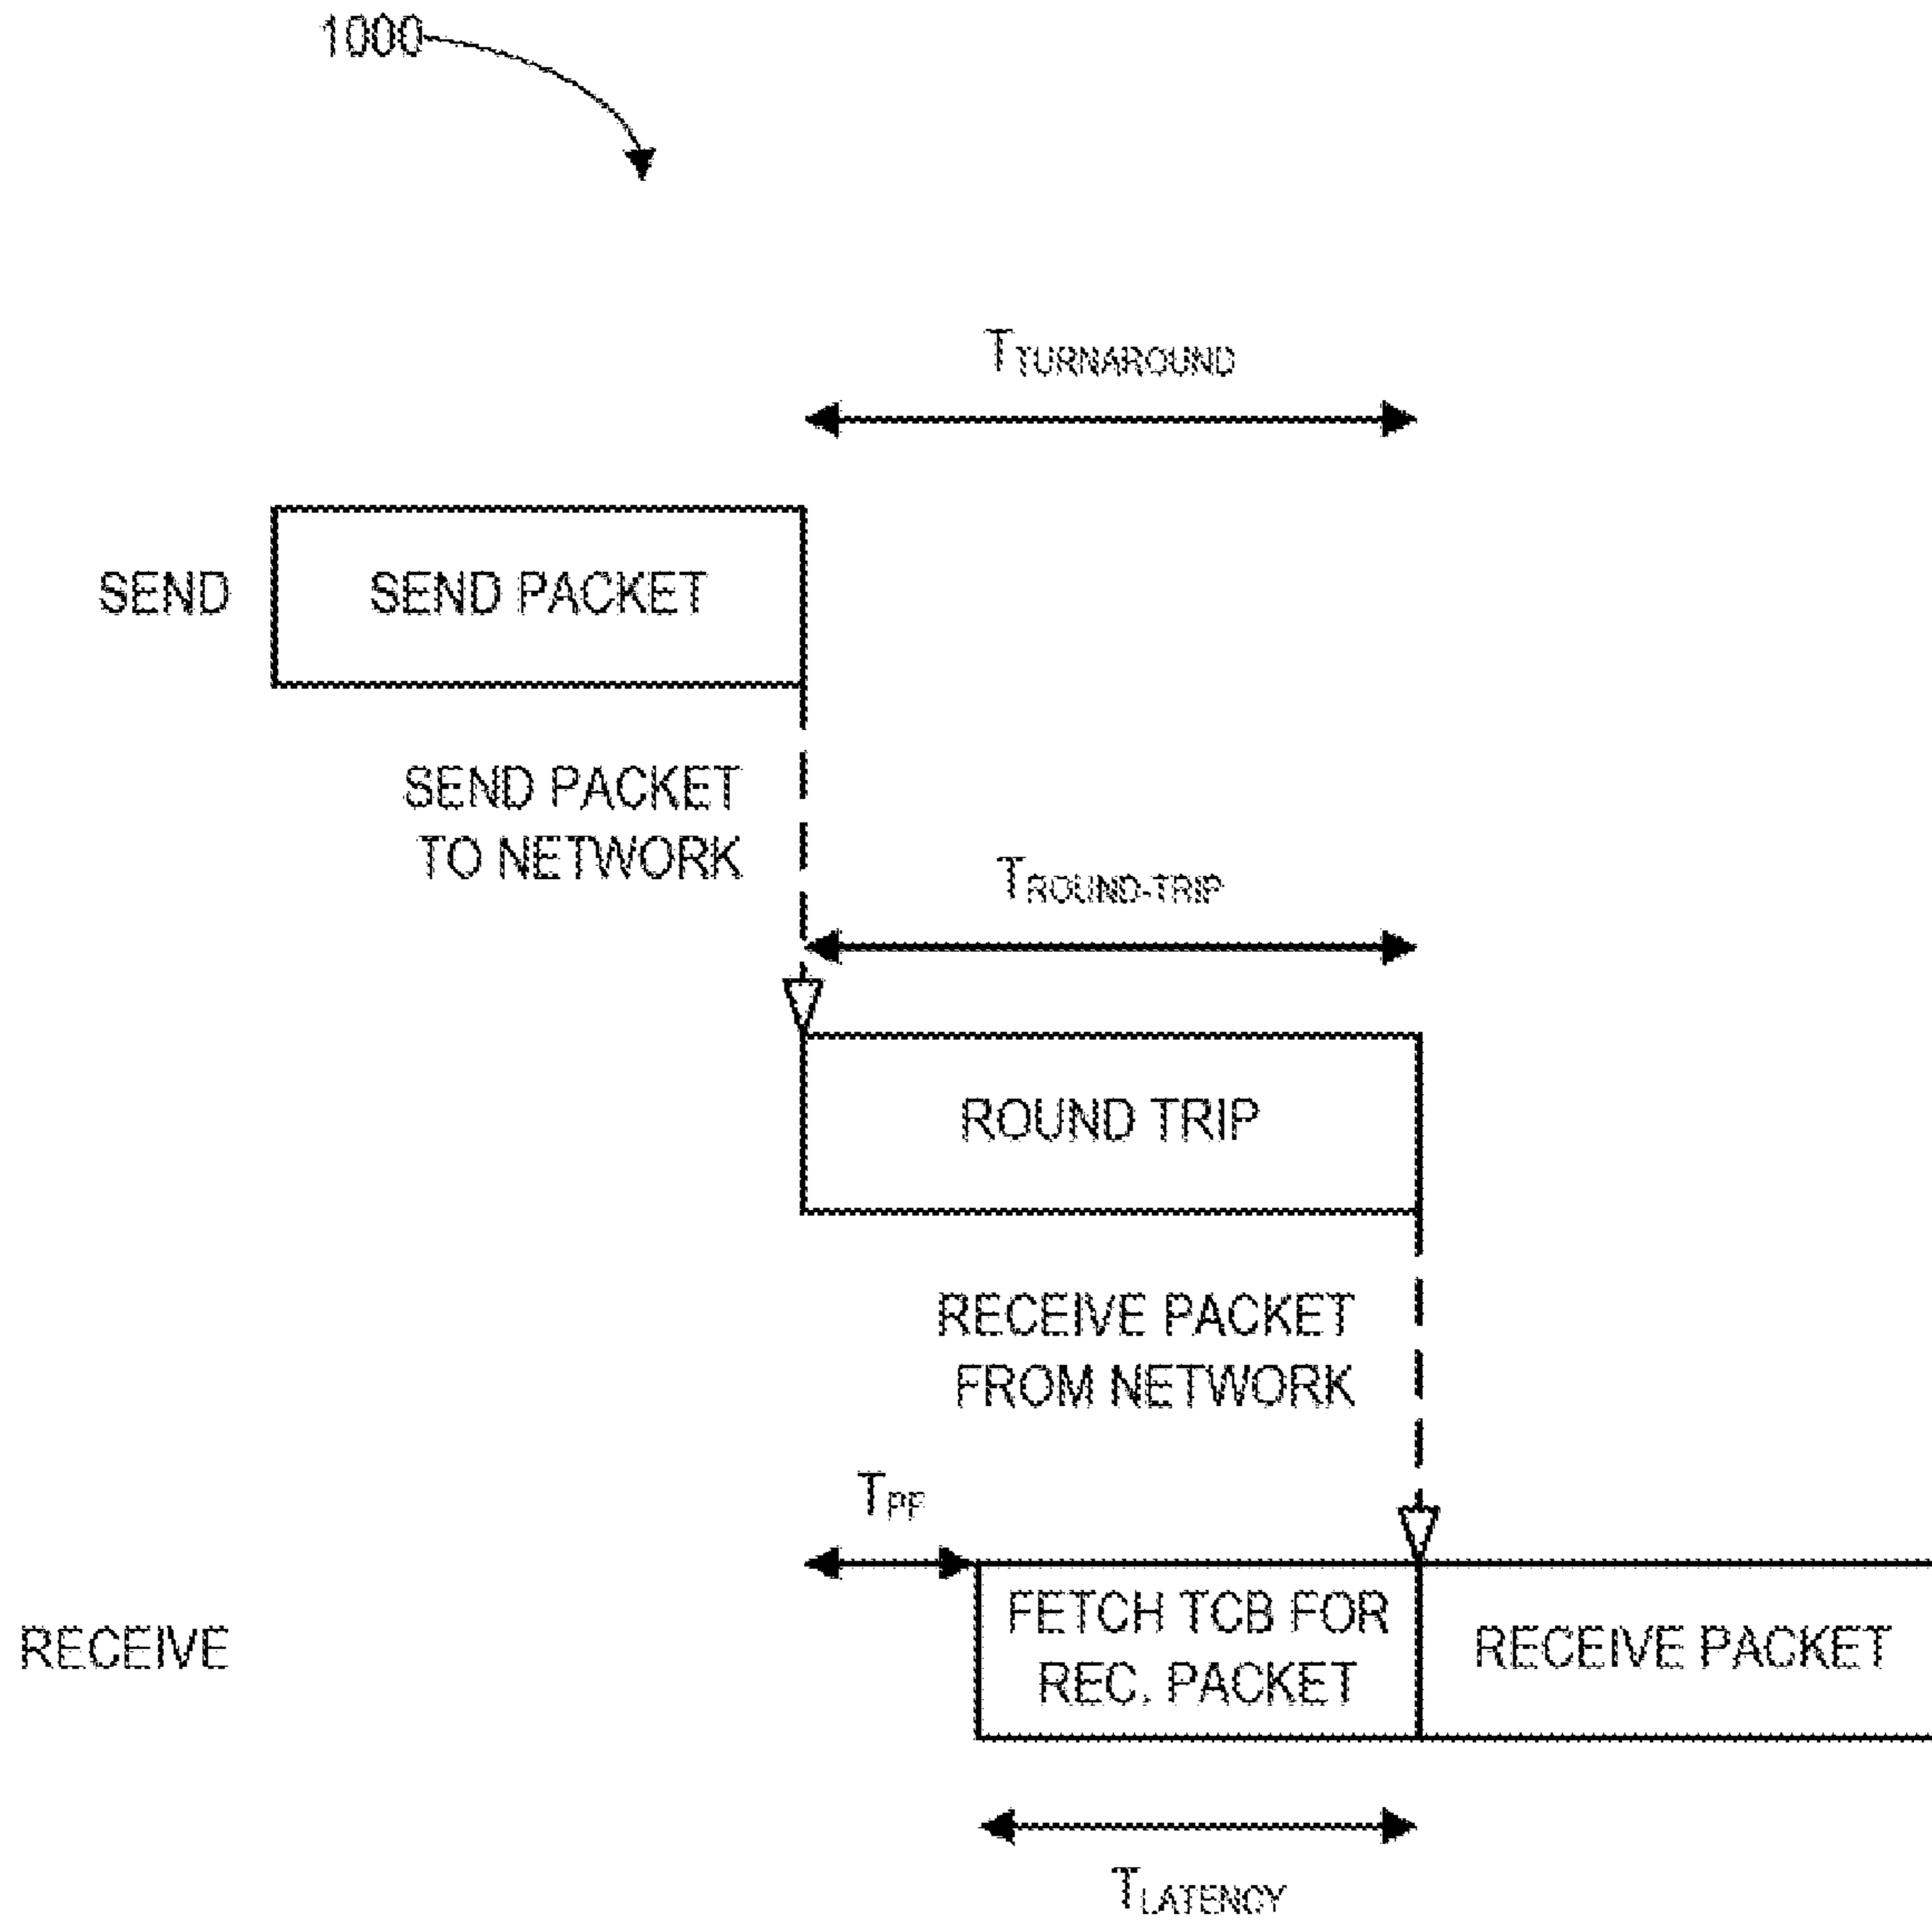 1000
TTURNAROUND
SEND
SEND PACKET
SEND PACKET
TO NETWORK
TROUND-TRIP
ROUND TRIP
RECEIVE PACKET
FROM NETWORK
TPF
RECEIVE
FETCH TCB FOR
REC. PACKET
RECEIVE PACKET
TLATENCY